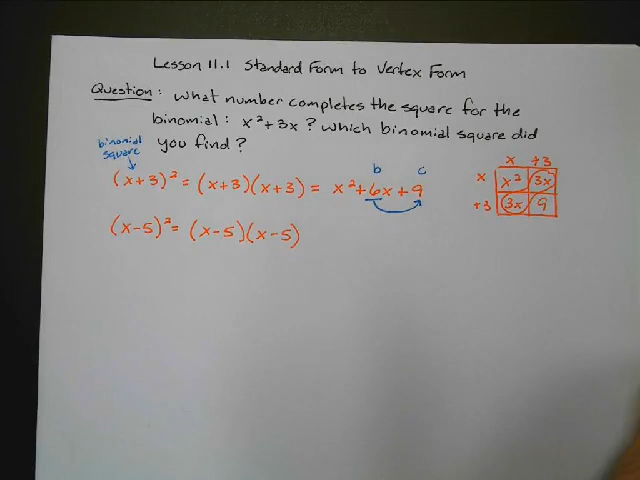 Lesson 11.1 Standard Form to Vertex Form
Question: What number completes the square for the
binomial: x²+3x? Which binomial square did
you find?
binomial
square
b c
(x+3)² = (x+3)(x+3) = x²+6x+9
(x-5)² = (x-5)(x-5)
x +3
x x² 3x
+3 3x 9